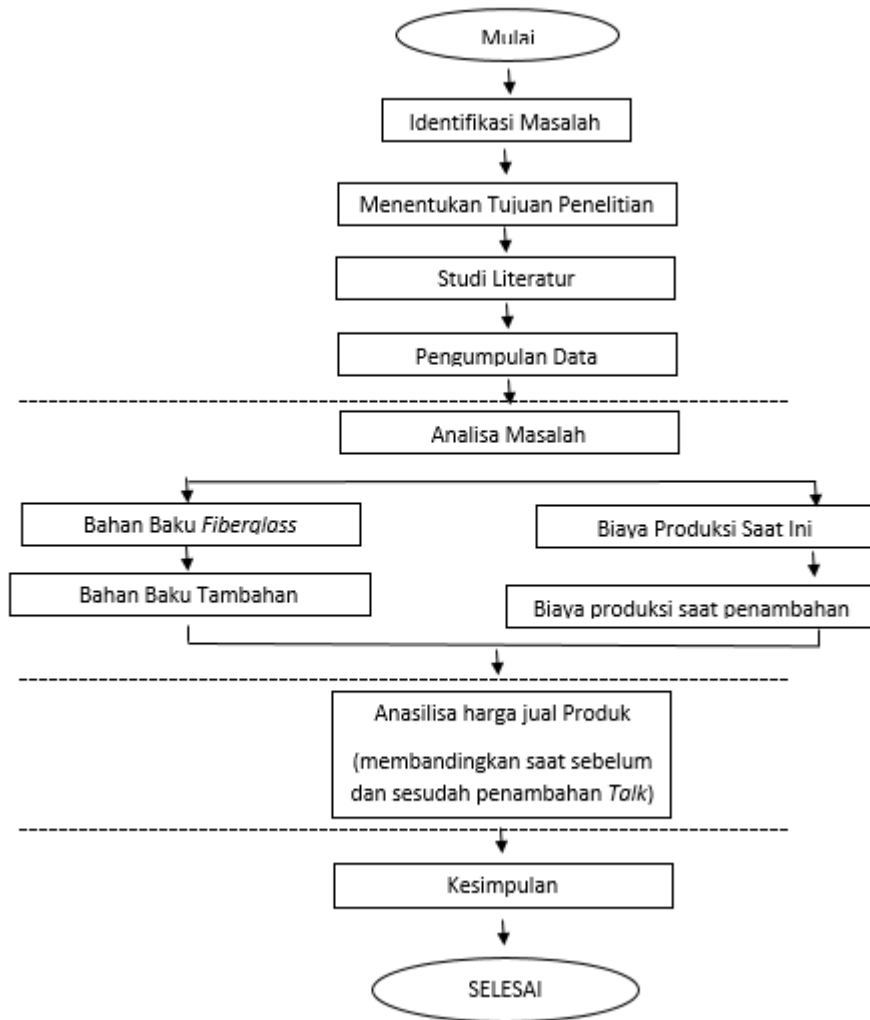 Mulai
Identifikasi Masalah
Menentukan Tujuan Penelitian
Studi Literatur
Pengumpulan Data
Analisa Masalah
Bahan Baku Fiberglass
Biaya Produksi Saat Ini
Bahan Baku Tambahan
Biaya produksi saat penambahan
Anasilisa harga jual Produk
(membandingkan saat sebelum
dan sesudah penambahan Talk)
Kesimpulan
SELESAI